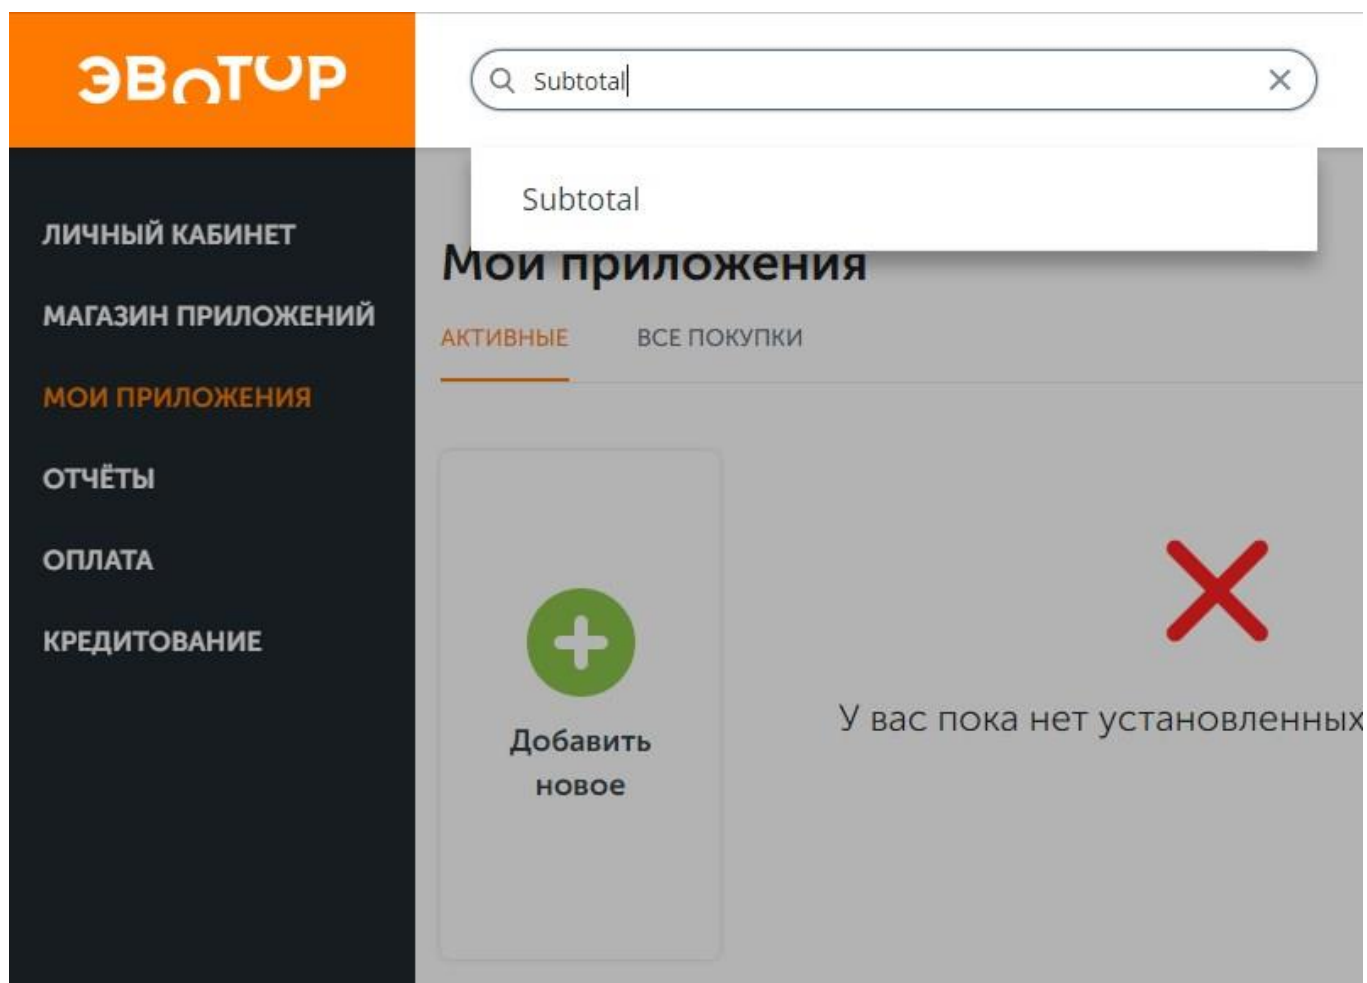 ЭВОТОР
Subtotal
Subtotal
ЛИЧНЫЙ КАБИНЕТ
МАГАЗИН ПРИЛОЖЕНИЙ
МОИ ПРИЛОЖЕНИЯ
ОТЧЁТЫ
ОПЛАТА
КРЕДИТОВАНИЕ
Мои приложения
АКТИВНЫЕ
ВСЕ ПОКУПКИ
Добавить
новое
У вас пока нет установленных